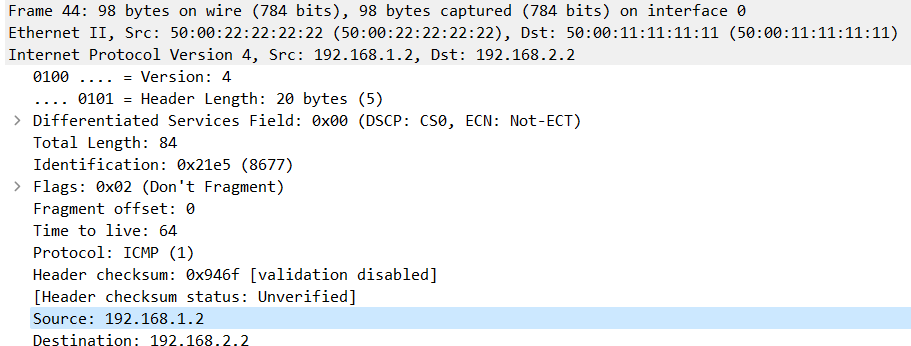 Frame 44: 98 bytes on wire (784 bits), 98 bytes captured (784 bits) on interface 0
Ethernet II, Src: 50:00:22:22:22:22 (50:00:22:22:22:22), Dst: 50:00:11:11:11:11 (50:00:11:11:11:11)
Internet Protocol Version 4, Src: 192.168.1.2, Dst: 192.168.2.2
0100 .... = Version: 4
.... 0101 = Header Length: 20 bytes (5)
> Differentiated Services Field: 0x00 (DSCP: CS0, ECN: Not-ECT)
Total Length: 84
Identification: 0x21e5 (8677)
> Flags: 0x02 (Don't Fragment)
Fragment offset: 0
Time to live: 64
Protocol: ICMP (1)
Header checksum: 0x946f [validation disabled]
[Header checksum status: Unverified]
Source: 192.168.1.2
Destination: 192.168.2.2